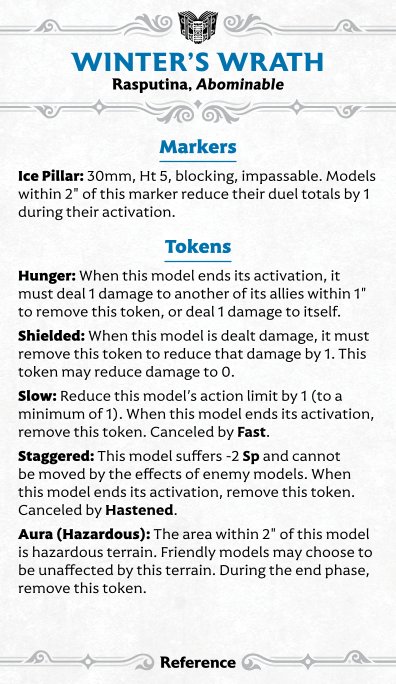 WINTER'S WRATH
Rasputina, Abominable
Markers
Ice Pillar: 30mm, Ht 5, blocking, impassable. Models
within 2" of this marker reduce their duel totals by 1
during their activation.
Tokens
Hunger: When this model ends its activation, it
must deal 1 damage to another of its allies within 1"
to remove this token, or deal 1 damage to itself.
Shielded: When this model is dealt damage, it must
remove this token to reduce that damage by 1. This
token may reduce damage to 0.
Slow: Reduce this model's action limit by 1 (to a
minimum of 1). When this model ends its activation,
remove this token. Canceled by Fast.
Staggered: This model suffers -2 Sp and cannot
be moved by the effects of enemy models. When
this model ends its activation, remove this token.
Canceled by Hastened.
Aura (Hazardous): The area within 2" of this model
is hazardous terrain. Friendly models may choose to
be unaffected by this terrain. During the end phase,
remove this token.
Reference